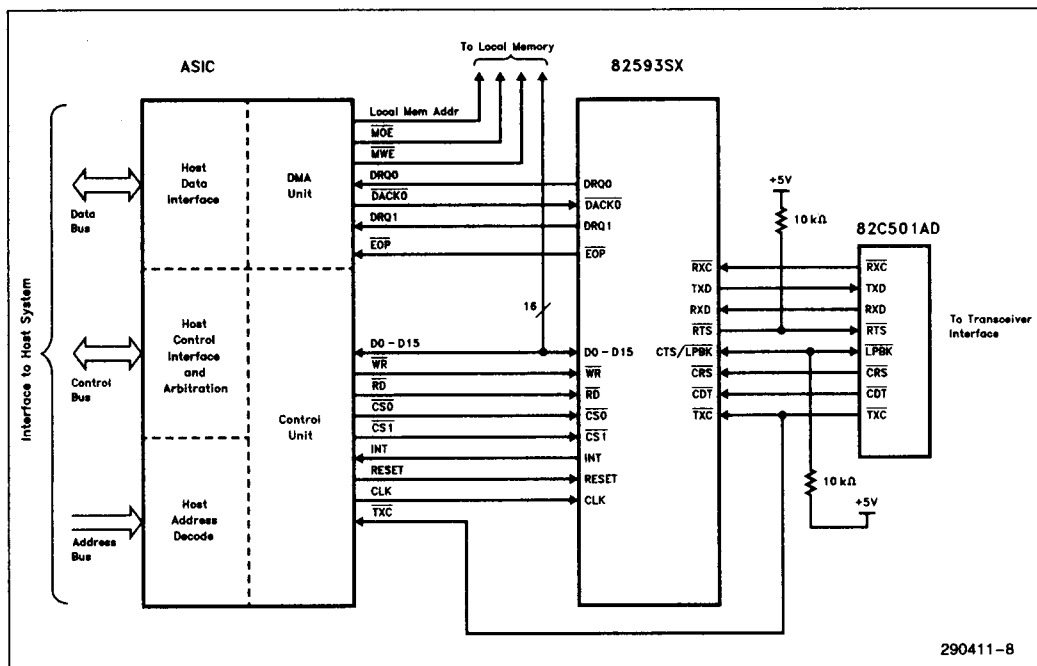 To Local Memory
ASIC
82593SX
Local Mem Addr
MOE
MWE
DRQ0
DACK0
DRQ1
EOP
Host
Data
Interface
DMA
Unit
Data
Bus
DRQ0
DACK0
DRQ1
EOP
+5V
10kΩ
82C501AD
RXC
TXD
RXD
RTS
CTS/LPBK
CRS
CDT
TXC
RXC
TXD
RXD
RTS
LPBK
CRS
CDT
TXC
To Transceiver
Interface
16
Interface to Host System
Host
Control
Interface
and
Arbitration
Control
Bus
Control
Unit
D0-D15
WR
RD
CS0
CS1
INT
RESET
CLK
TXC
D0-D15
WR
RD
CS0
CS1
INT
RESET
CLK
10kΩ
+5V
Host
Address
Decode
Address
Bus
290411-8